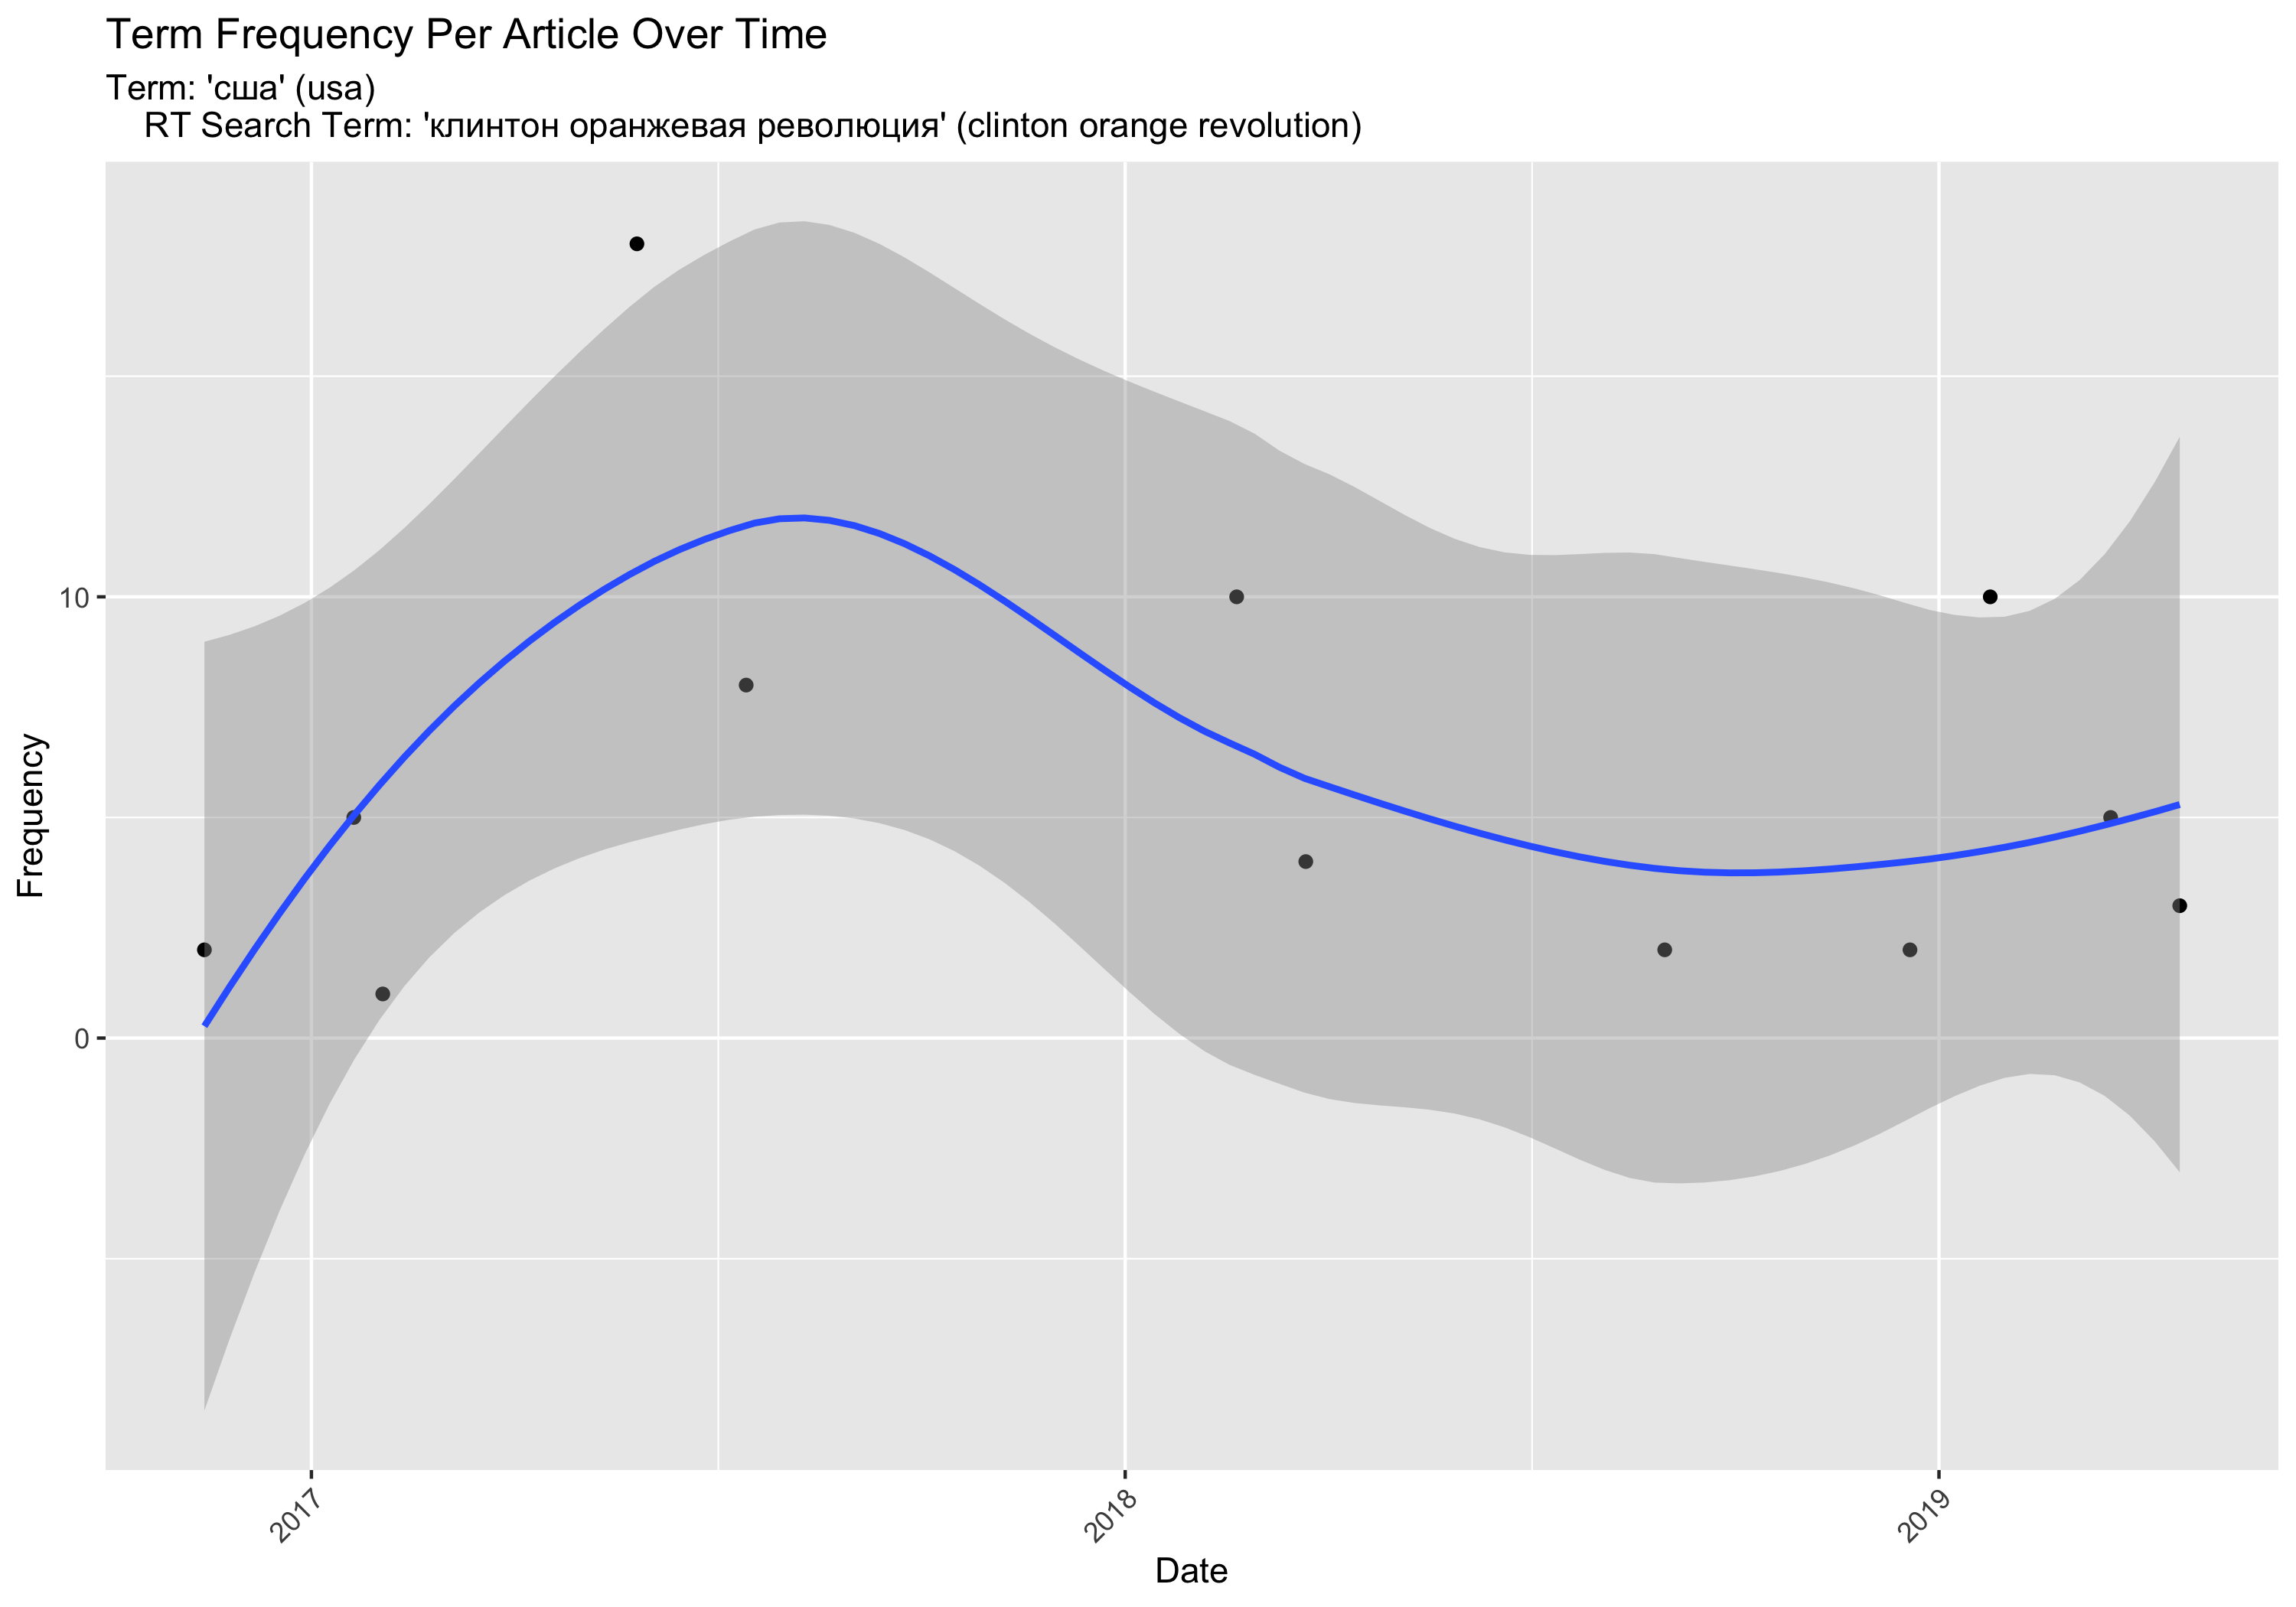 Term Frequency Per Article Over Time
Term: 'сша' (usa)
RT Search Term: 'клинтон оранжевая революция' (clinton orange revolution)
Frequency
10
0
2017
2018
2019
Date